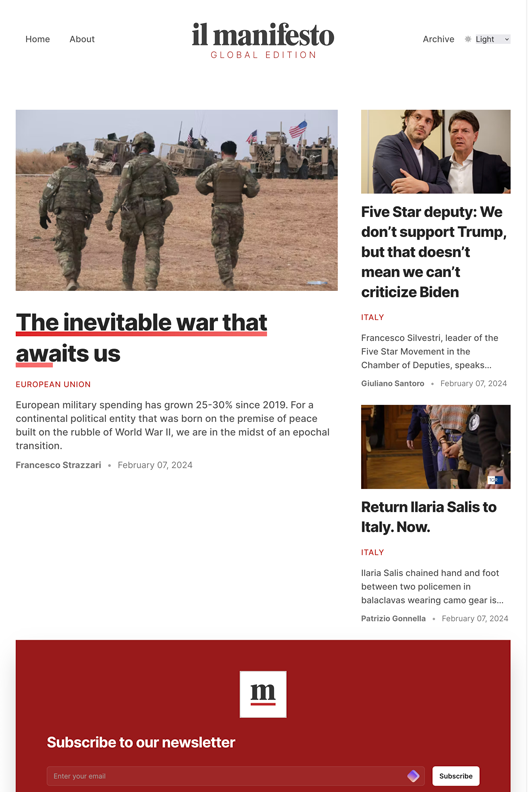 Home
About
il manifesto
GLOBAL EDITION
Archive
Light
The inevitable war that
awaits us
EUROPEAN UNION
European military spending has grown 25-30% since 2019. For a
continental political entity that was born on the premise of peace
built on the rubble of World War II, we are in the midst of an epochal
transition.
Francesco Strazzari • February 07, 2024
Five Star deputy: We
don’t support Trump,
but that doesn’t
mean we can’t
criticize Biden
ITALY
Francesco Silvestri, leader of the
Five Star Movement in the
Chamber of Deputies, speaks...
Giuliano Santoro • February 07, 2024
Return Ilaria Salis to
Italy. Now.
ITALY
Ilaria Salis chained hand and foot
between two policemen in
balaclavas wearing camo gear is...
Patrizio Gonnella • February 07, 2024
m
Subscribe to our newsletter
Enter your email
Subscribe